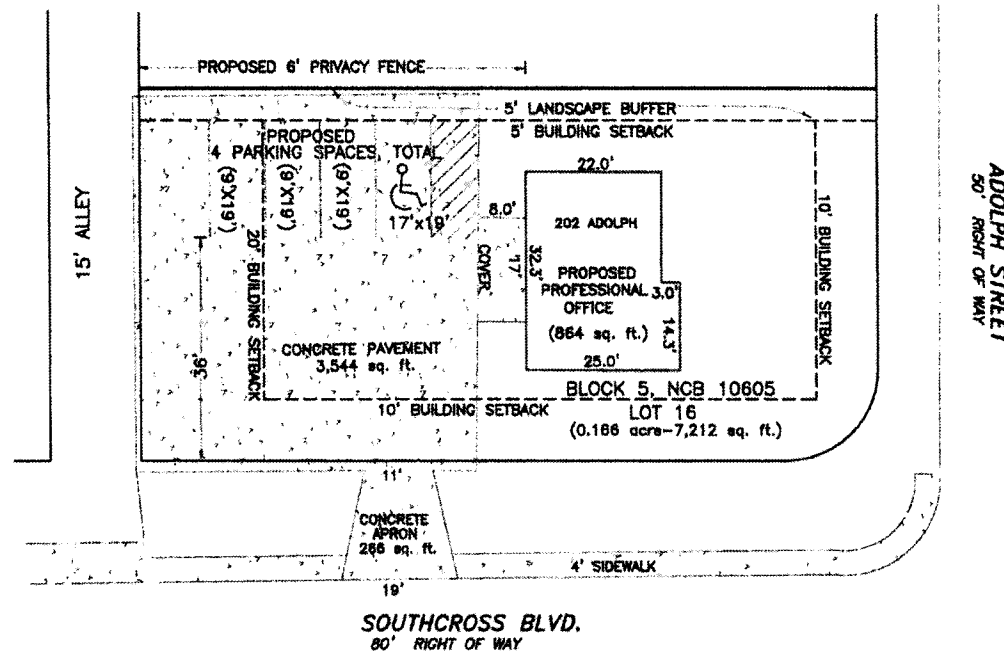 PROPOSED 6' PRIVACY FENCE
5' LANDSCAPE BUFFER
5' BUILDING SETBACK
PROPOSED
4 PARKING SPACES, TOTAL
(9'X19')
(9'X19')
(9'X19')
17'x19'
15' ALLEY
36'
20' BUILDING SETBACK
22.0'
8.0'
202 ADOLPH
COVER
17'
32.3'
PROPOSED
PROFESSIONAL
OFFICE
3.0'
(864 sq. ft.)
14.3'
25.0'
10' BUILDING SETBACK
ADOLPH STREET
50' RIGHT OF WAY
CONCRETE PAVEMENT
3,544 sq. ft.
BLOCK 5, NCB 10605
10' BUILDING SETBACK
LOT 16
(0.166 acre-7,212 sq. ft.)
11'
CONCRETE
APRON
266 sq. ft.
4' SIDEWALK
19'
SOUTHCROSS BLVD.
80' RIGHT OF WAY